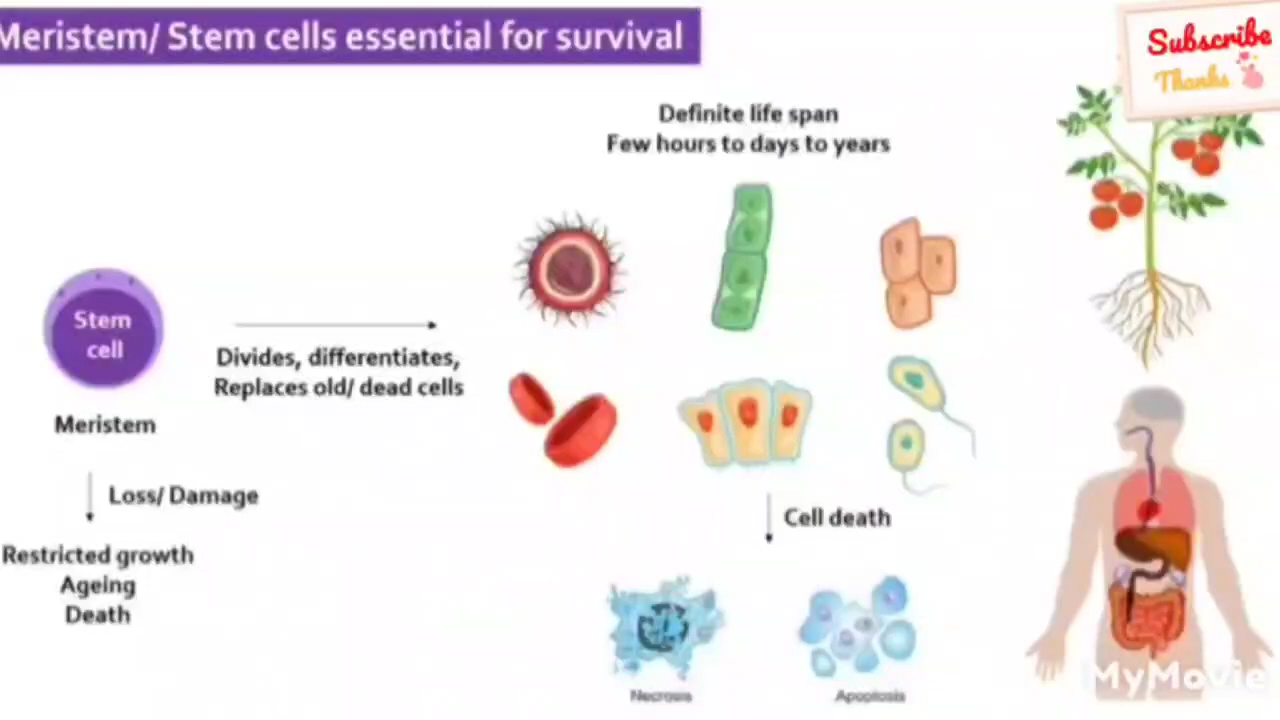 Meristem/ Stem cells essential for survival
Subscribe
Thanks
Definite life span
Few hours to days to years
Stem
cell
Divides, differentiates,
Replaces old/ dead cells
Meristem
Loss/ Damage
Cell death
Restricted growth
Ageing
Death
Necrosis
Apoptosis
MyMovie